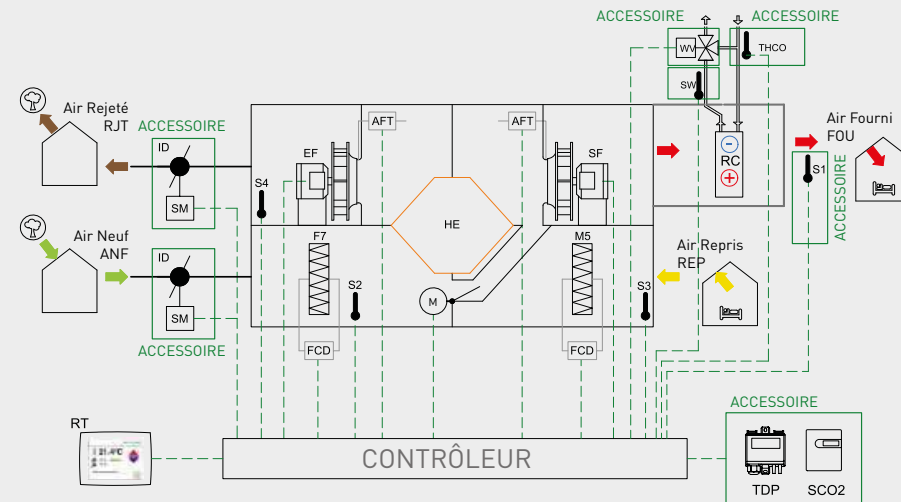 ACCESSOIRE
ACCESSOIRE
WV
THCO
SW
Air Rejeté
RJT
ACCESSOIRE
ID
SM
AFT
AFT
EF
SF
RC
Air Fourni
FOU
S1
ACCESSOIRE
S4
HE
Air Neuf
ANF
ID
SM
ACCESSOIRE
F7
S2
M
M5
S3
Air Repris
REP
FCD
FCD
RT
21.4°C
CONTRÔLEUR
ACCESSOIRE
TDP
SCO2